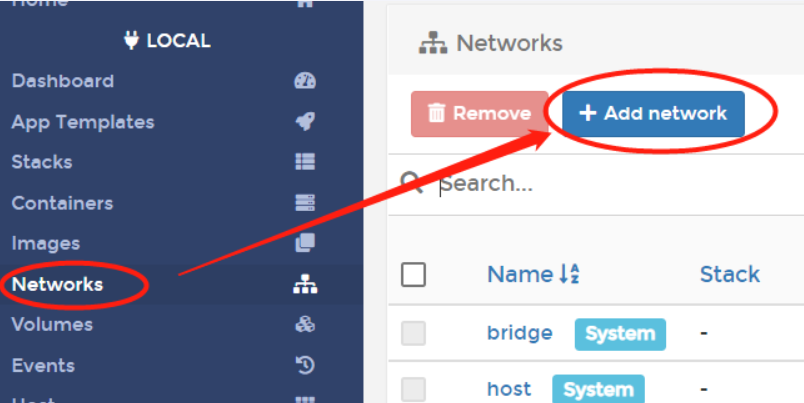 Home
LOCAL
Dashboard
App Templates
Stacks
Containers
Images
Networks
Volumes
Events
Host
Networks
Remove
+ Add network
Search...
Name
Stack
bridge System -
host System -